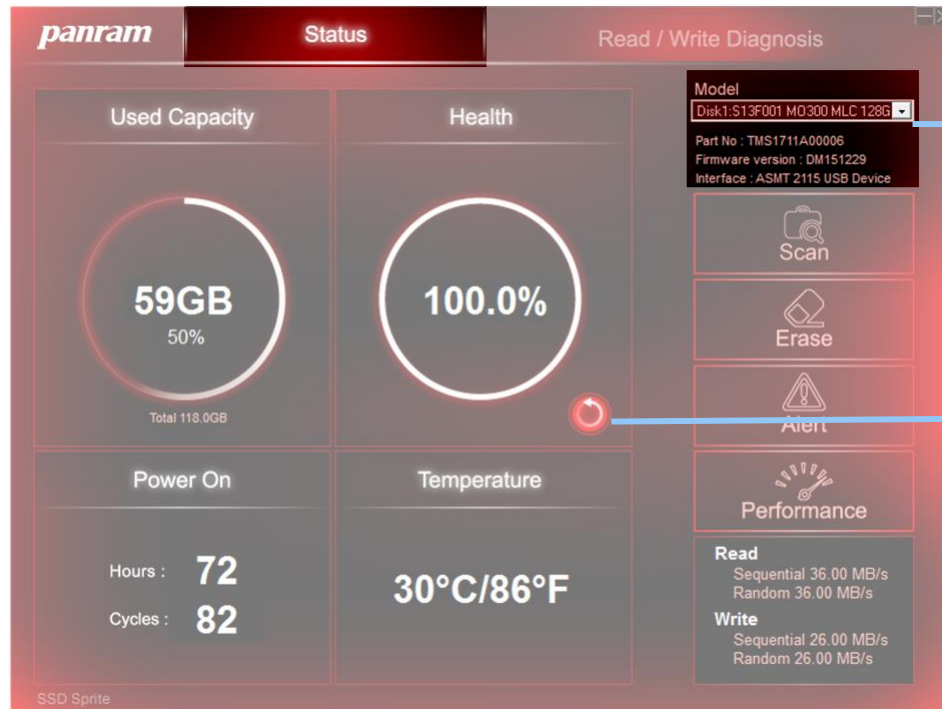 panram
Status
Read / Write Diagnosis
Used Capacity
59GB
50%
Total 118.0GB
Health
100.0%
Power On
Hours : 72
Cycles : 82
Temperature
30°C/86°F
Model
Disk1:S13F001 MO300 MLC 128G
Part No : TMS1711A00006
Firmware version : DM151229
Interface : ASMT 2115 USB Device
Scan
Erase
Alert
Performance
Read
Sequential 36.00 MB/s
Random 36.00 MB/s
Write
Sequential 26.00 MB/s
Random 26.00 MB/s
SSD Sprite